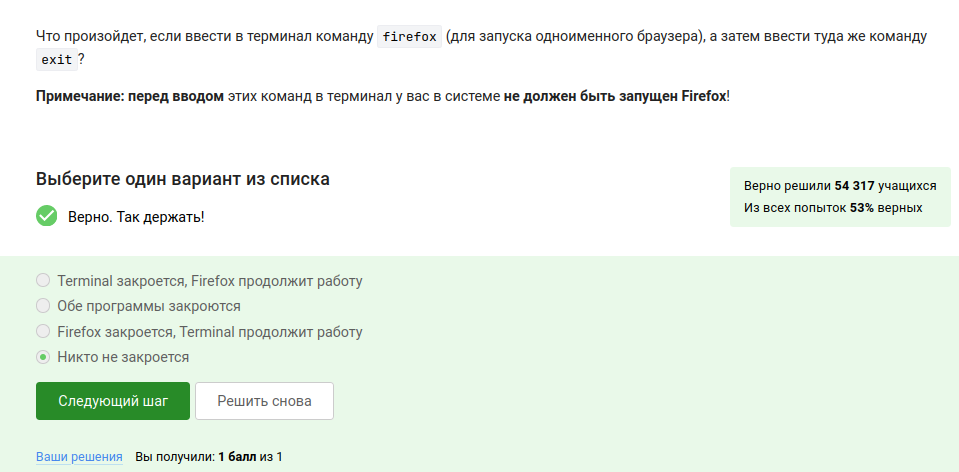 Что произойдет, если ввести в терминал команду firefox (для запуска одноименного браузера), а затем ввести туда же команду
exit ?
Примечание: перед вводом этих команд в терминал у вас в системе не должен быть запущен Firefox!
Выберите один вариант из списка
Верно решили 54 317 учащихся
Из всех попыток 53% верных
Верно. Так держать!
Terminal закроется, Firefox продолжит работу
Обе программы закроются
Firefox закроется, Terminal продолжит работу
Никто не закроется
Следующий шаг
Решить снова
Ваши решения Вы получили: 1 балл из 1